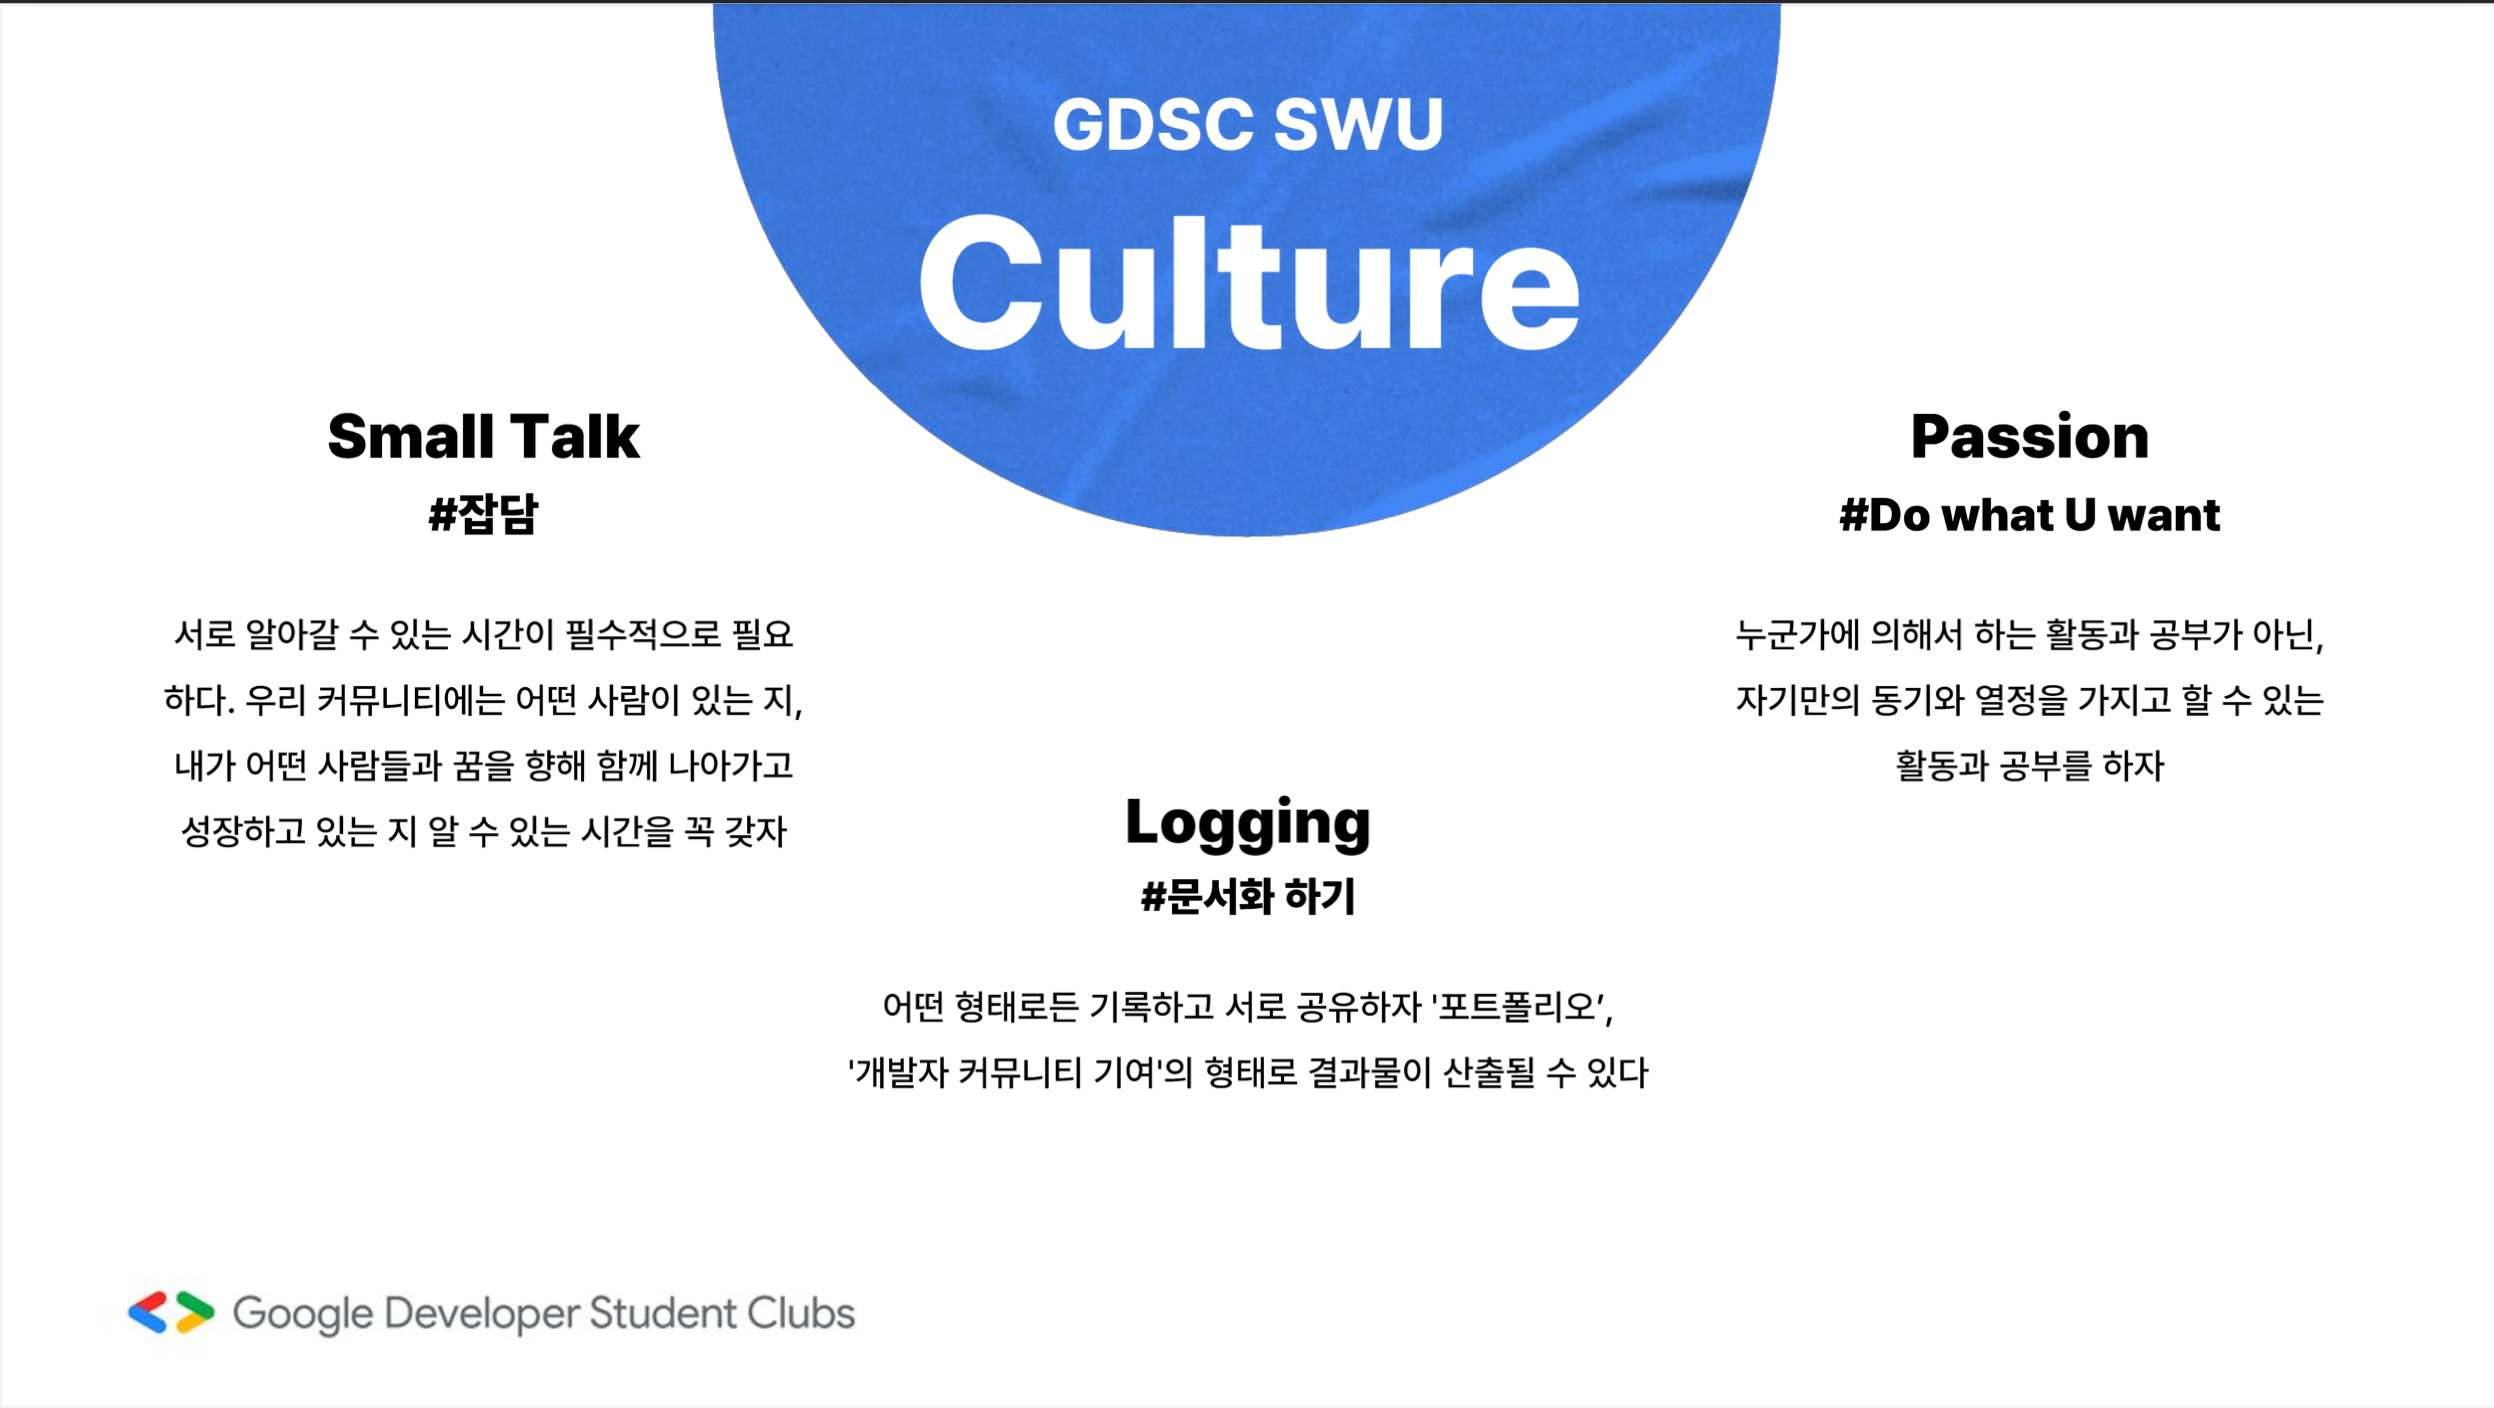 GDSC SWU
Culture
Small Talk
#잡담
서로 알아갈 수 있는 시간이 필수적으로 필요
하다. 우리 커뮤니티에는 어떤 사람이 있는 지,
내가 어떤 사람들과 꿈을 향해 함께 나아가고
성장하고 있는 지 알 수 있는 시간을 꼭 갖자
Logging
#문서화 하기
어떤 형태로든 기록하고 서로 공유하자 '포트폴리오’,
'개발자 커뮤니티 기여'의 형태로 결과물이 산출될 수 있다
Passion
#Do what U want
누군가에 의해서 하는 활동과 공부가 아닌,
자기만의 동기와 열정을 가지고 할 수 있는
활동과 공부를 하자
Google Developer Student Clubs